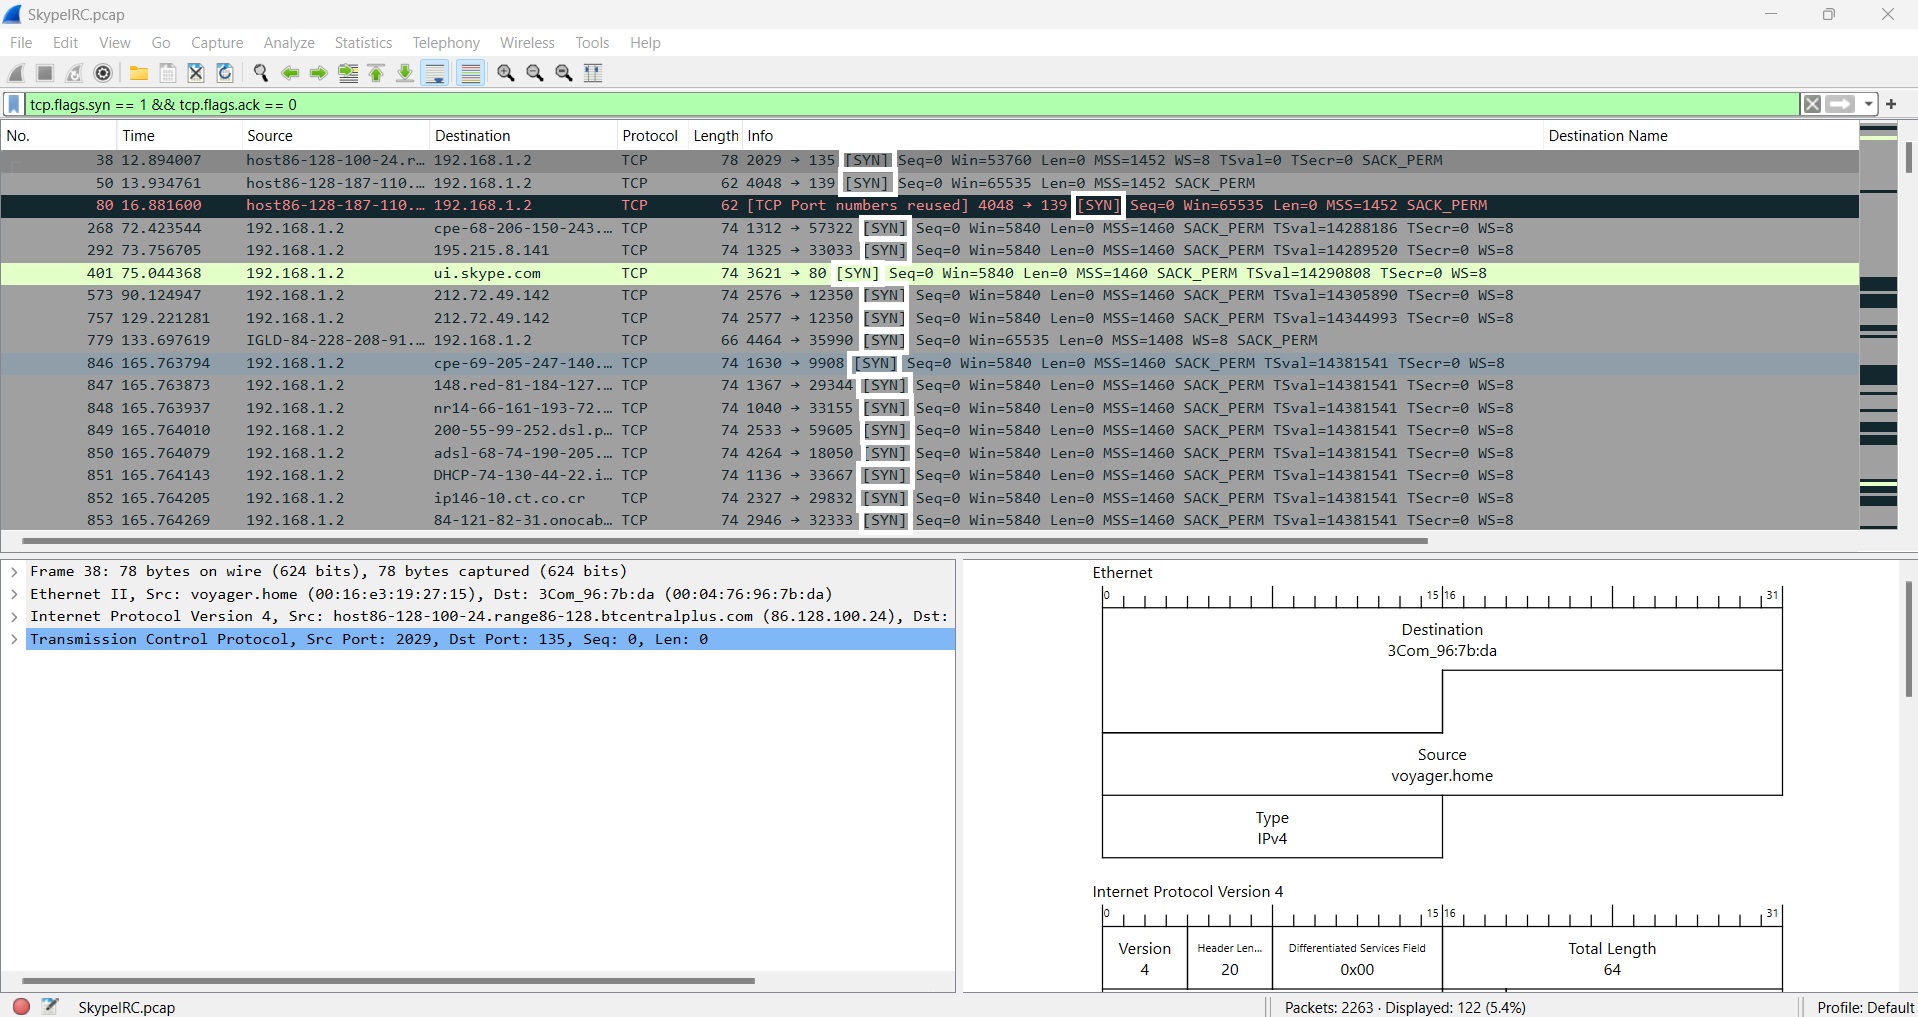 SkypeIRC.pcap
File Edit View Go Capture Analyze Statistics Telephony Wireless Tools Help
tcp.flags.syn == 1 && tcp.flags.ack == 0
No. Time Source Destination Protocol Length Info Destination Name
38 12.894007 host86-128-100-24.r… 192.168.1.2 TCP 78 2029 → 135 [SYN] Seq=0 Win=53760 Len=0 MSS=1452 WS=8 TSval=0 TSecr=0 SACK_PERM
50 13.934761 host86-128-187-110.… 192.168.1.2 TCP 62 4048 → 139 [SYN] Seq=0 Win=65535 Len=0 MSS=1452 SACK_PERM
80 16.881600 host86-128-187-110.… 192.168.1.2 TCP 62 [TCP Port numbers reused] 4048 → 139 [SYN] Seq=0 Win=65535 Len=0 MSS=1452 SACK_PERM
268 72.423544 192.168.1.2 cpe-68-206-150-243.… TCP 74 1312 → 57322 [SYN] Seq=0 Win=5840 Len=0 MSS=1460 SACK_PERM TSval=14288186 TSecr=0 WS=8
292 73.756705 192.168.1.2 195.215.8.141 TCP 74 1325 → 33033 [SYN] Seq=0 Win=5840 Len=0 MSS=1460 SACK_PERM TSval=14289520 TSecr=0 WS=8
401 75.044368 192.168.1.2 ui.skype.com TCP 74 3621 → 80 [SYN] Seq=0 Win=5840 Len=0 MSS=1460 SACK_PERM TSval=14290808 TSecr=0 WS=8
573 90.124947 192.168.1.2 212.72.49.142 TCP 74 2576 → 12350 [SYN] Seq=0 Win=5840 Len=0 MSS=1460 SACK_PERM TSval=14305890 TSecr=0 WS=8
757 129.221281 192.168.1.2 212.72.49.142 TCP 74 2577 → 12350 [SYN] Seq=0 Win=5840 Len=0 MSS=1460 SACK_PERM TSval=14344993 TSecr=0 WS=8
779 133.697619 IGLD-84-228-208-91.… 192.168.1.2 TCP 66 4464 → 35990 [SYN] Seq=0 Win=65535 Len=0 MSS=1408 WS=8 SACK_PERM
846 165.763794 192.168.1.2 cpe-69-205-247-140.… TCP 74 1630 → 9908 [SYN] Seq=0 Win=5840 Len=0 MSS=1460 SACK_PERM TSval=14381541 TSecr=0 WS=8
847 165.763873 192.168.1.2 148.red-81-184-127.… TCP 74 1367 → 29344 [SYN] Seq=0 Win=5840 Len=0 MSS=1460 SACK_PERM TSval=14381541 TSecr=0 WS=8
848 165.763937 192.168.1.2 nr14-66-161-193-72.… TCP 74 1040 → 33155 [SYN] Seq=0 Win=5840 Len=0 MSS=1460 SACK_PERM TSval=14381541 TSecr=0 WS=8
849 165.764010 192.168.1.2 200-55-99-252.dsl.p… TCP 74 2533 → 59605 [SYN] Seq=0 Win=5840 Len=0 MSS=1460 SACK_PERM TSval=14381541 TSecr=0 WS=8
850 165.764079 192.168.1.2 adsl-68-74-190-205.… TCP 74 4264 → 18050 [SYN] Seq=0 Win=5840 Len=0 MSS=1460 SACK_PERM TSval=14381541 TSecr=0 WS=8
851 165.764143 192.168.1.2 DHCP-74-130-44-22.i… TCP 74 1136 → 33667 [SYN] Seq=0 Win=5840 Len=0 MSS=1460 SACK_PERM TSval=14381541 TSecr=0 WS=8
852 165.764205 192.168.1.2 ip146-10.ct.co.cr TCP 74 2327 → 29832 [SYN] Seq=0 Win=5840 Len=0 MSS=1460 SACK_PERM TSval=14381541 TSecr=0 WS=8
853 165.764269 192.168.1.2 84-121-82-31.onocab… TCP 74 2946 → 32333 [SYN] Seq=0 Win=5840 Len=0 MSS=1460 SACK_PERM TSval=14381541 TSecr=0 WS=8
Frame 38: 78 bytes on wire (624 bits), 78 bytes captured (624 bits)
Ethernet II, Src: voyager.home (00:16:e3:19:27:15), Dst: 3Com_96:7b:da (00:04:76:96:7b:da)
Internet Protocol Version 4, Src: host86-128-100-24.range86-128.btcentralplus.com (86.128.100.24), Dst:
Transmission Control Protocol, Src Port: 2029, Dst Port: 135, Seq: 0, Len: 0
Ethernet
0 15 16 31
Destination
3Com_96:7b:da
Source
voyager.home
Type
IPv4
Internet Protocol Version 4
0 15 16 31
Version Header Len... Differentiated Services Field Total Length
4 20 0x00 64
SkypeIRC.pcap Packets: 2263 · Displayed: 122 (5.4%) Profile: Default